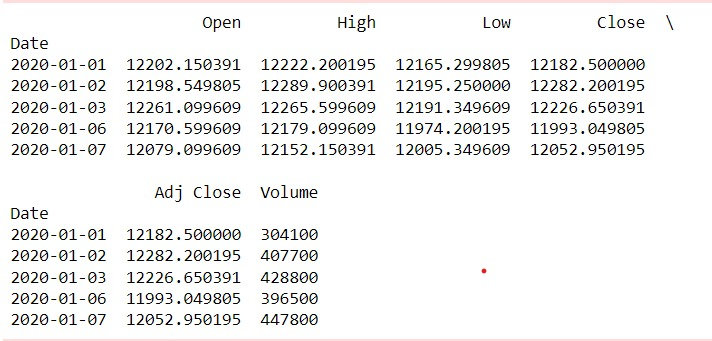 Open High Low Close \
Date
2020-01-01 12202.150391 12222.200195 12165.299805 12182.500000
2020-01-02 12198.549805 12289.900391 12195.250000 12282.200195
2020-01-03 12261.099609 12265.599609 12191.349609 12226.650391
2020-01-06 12170.599609 12179.099609 11974.200195 11993.049805
2020-01-07 12079.099609 12152.150391 12005.349609 12052.950195
Adj Close Volume
Date
2020-01-01 12182.500000 304100
2020-01-02 12282.200195 407700
2020-01-03 12226.650391 428800
2020-01-06 11993.049805 396500
2020-01-07 12052.950195 447800